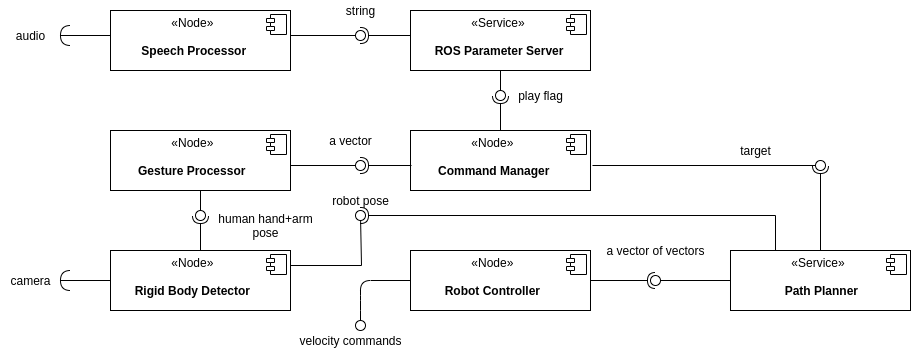 string
«Node»
«Service»
audio
Speech Processor
ROS Parameter Server
play flag
«Node»
a vector
«Node»
target
Gesture Processor
Command Manager
robot pose
human hand+arm
pose
«Node»
«Node»
a vector of vectors
«Service»
camera
Rigid Body Detector
Robot Controller
Path Planner
velocity commands